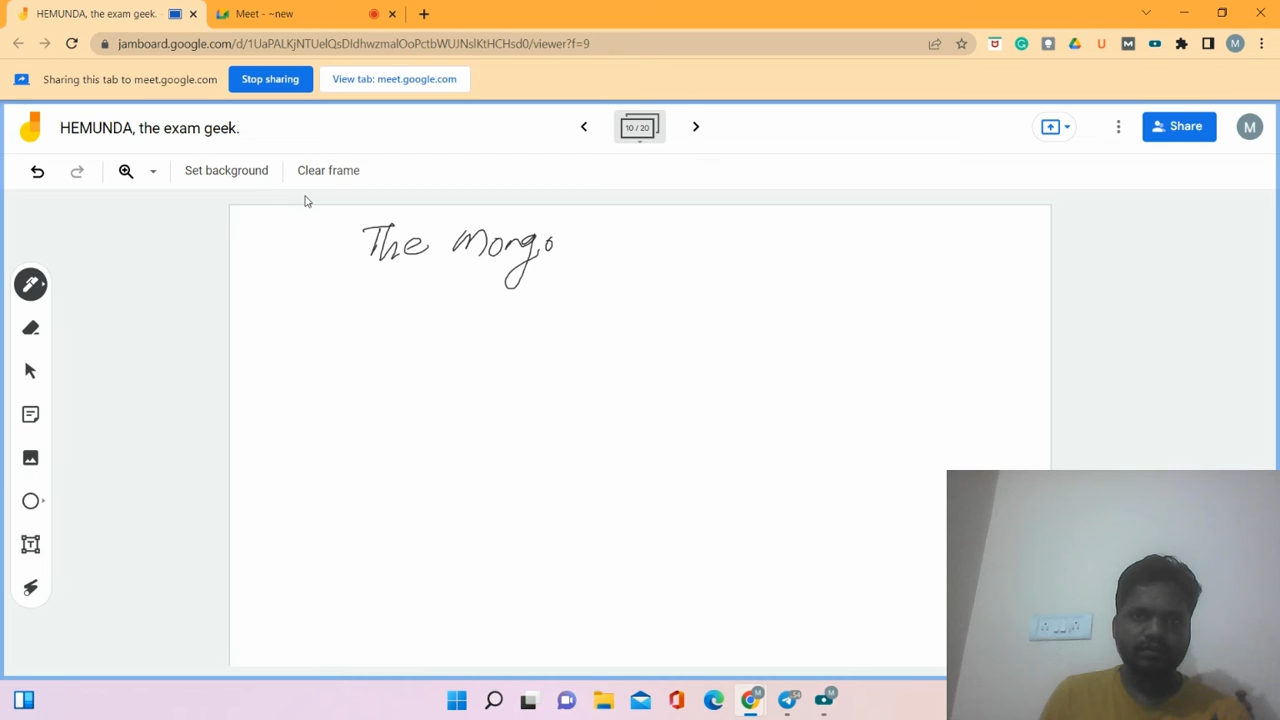 HEMUNDA, the exam geek.
Meet - ~new
jamboard.google.com/d/1UaPALKjNTUelQsDIdhwzmalOoPctbWUJNslKtHCHsd0/viewer?f=9
M
Sharing this tab to meet.google.com
Stop sharing
View tab: meet.google.com
HEMUNDA, the exam geek.
10 / 20
Share
M
Set background
Clear frame
The Mongo